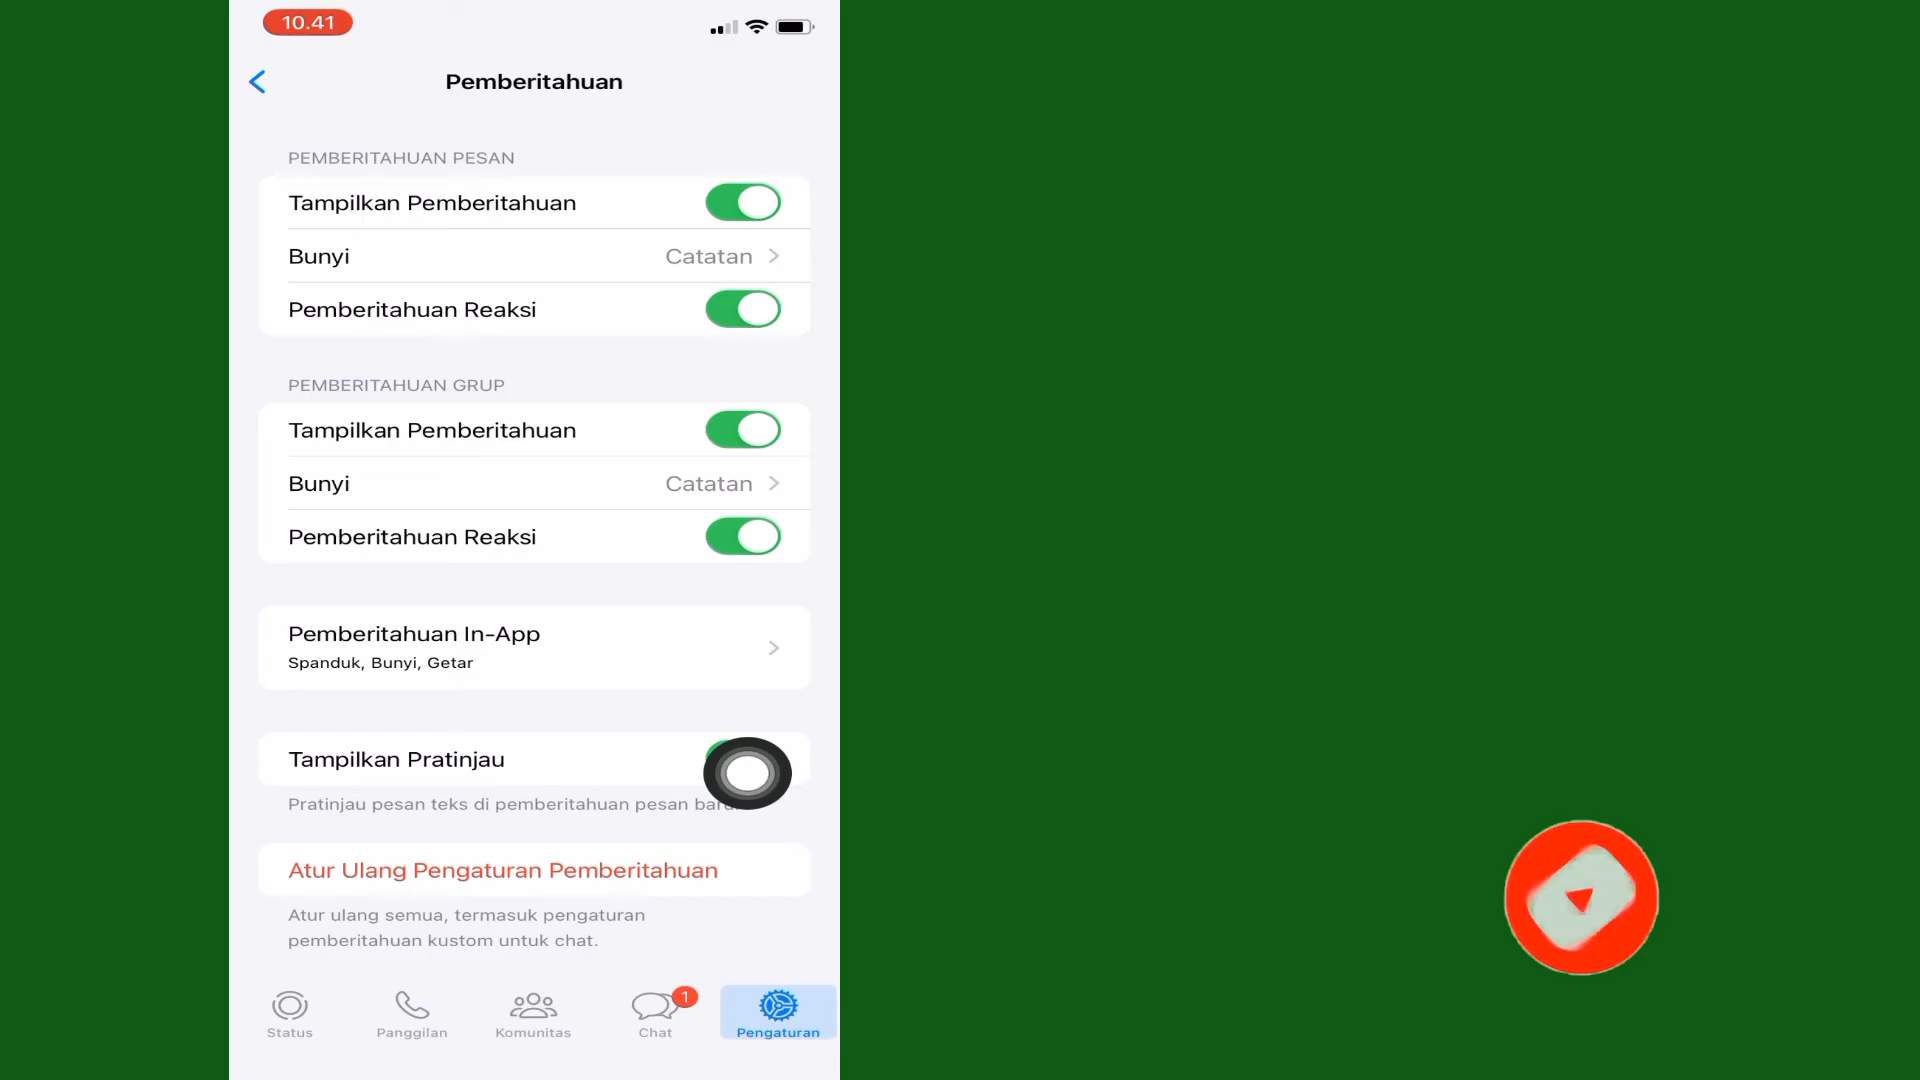 10.41
Pemberitahuan
PEMBERITAHUAN PESAN
Tampilkan Pemberitahuan
Bunyi Catatan
Pemberitahuan Reaksi
PEMBERITAHUAN GRUP
Tampilkan Pemberitahuan
Bunyi Catatan
Pemberitahuan Reaksi
Pemberitahuan In-App
Spanduk, Bunyi, Getar
Tampilkan Pratinjau
Pratinjau pesan teks di pemberitahuan pesan
Atur Ulang Pengaturan Pemberitahuan
Atur ulang semua, termasuk pengaturan
pemberitahuan kustom untuk chat.
1
Status Panggilan Komunitas Chat Pengaturan